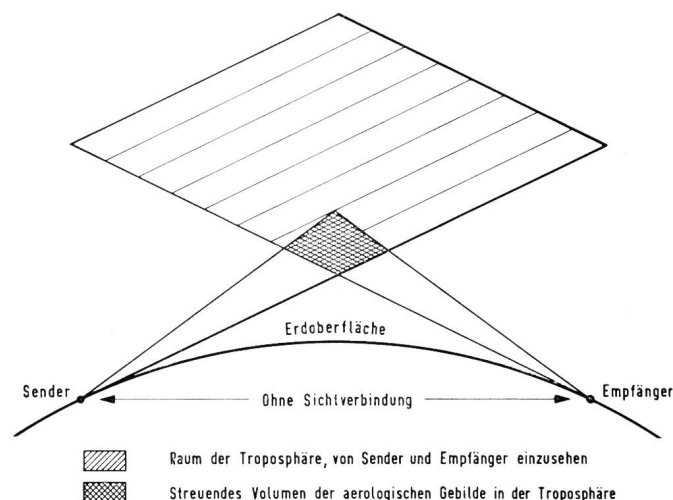 Erdoberfläche
Sender
Ohne Sichtverbindung
Empfänger
Raum der Troposphäre, von Sender und Empfänger einzusehen
Streuendes Volumen der aerologischen Gebilde in der Troposphäre